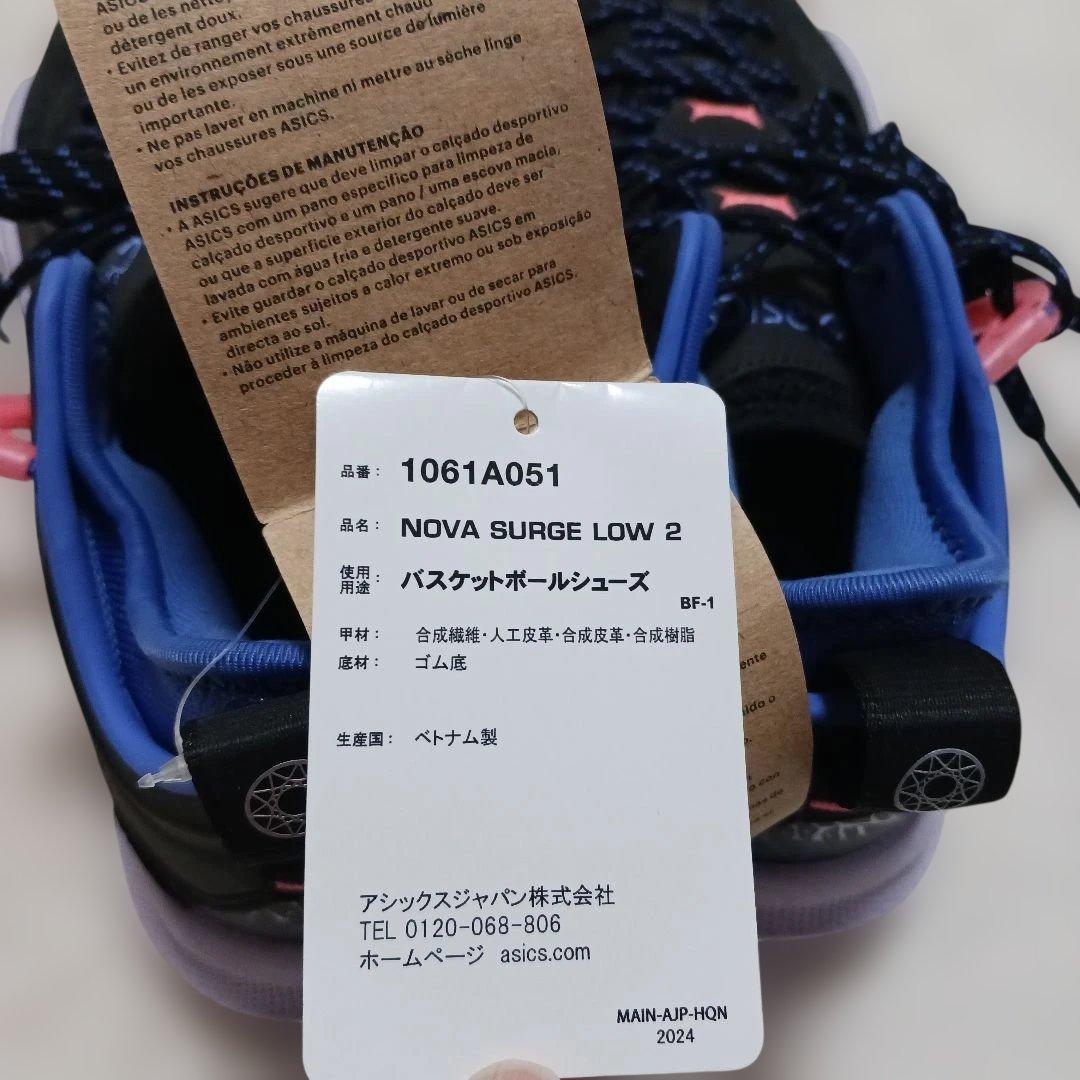 ASICS
ou de les
détergent doux.
• Evitez de ranger vos chaussures
un environnement extrêmement chaud
ou de les exposer sous une source de lumière
importante.
• Ne pas laver en machine ni mettre au sèche linge
vos chaussures ASICS.
INSTRUÇÕES DE MANUTENÇÃO
• A ASICS sugere que deve limpar o calçado desportivo
ASICS com um pano especifico para limpeza de
calçado desportivo e um pano / uma escova macia,
ou que a superfície exterior do calçado deve ser
lavada com água fria e detergente suave.
• Evite guardar o calçado desportivo ASICS em
ambientes sujeitos a calor extremo ou sob exposição
directa ao sol.
• Não utilize a máquina de lavar ou de secar para
proceder à limpeza do calçado desportivo ASICS.
品番： 1061A051
品名： NOVA SURGE LOW 2
使用用途： バスケットボールシューズ
BF-1
甲材： 合成繊維・人工皮革・合成皮革・合成樹脂
底材： ゴム底
生産国： ベトナム製
アシックスジャパン株式会社
TEL 0120-068-806
ホームページ asics.com
MAIN-AJP-HQN
2024